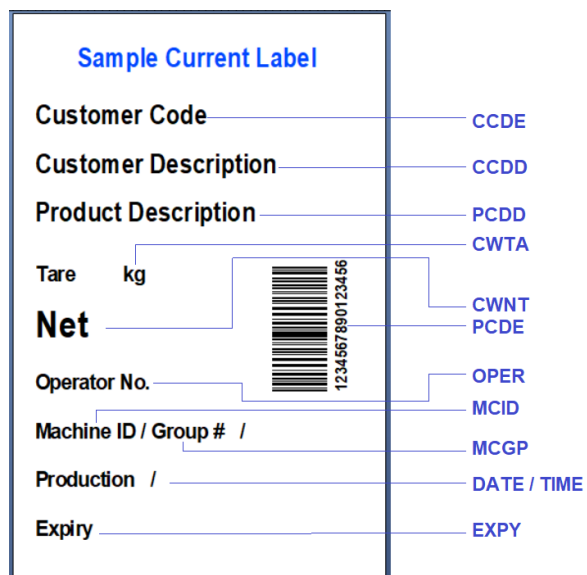 Sample Current Label
Customer Code CCDE
Customer Description CCDD
Product Description PCDD
CWTA
Tare kg
1234567890123456
CWNT
Net
PCDE
OPER
Operator No.
MCID
Machine ID / Group # /
MCGP
Production / DATE / TIME
Expiry EXPY